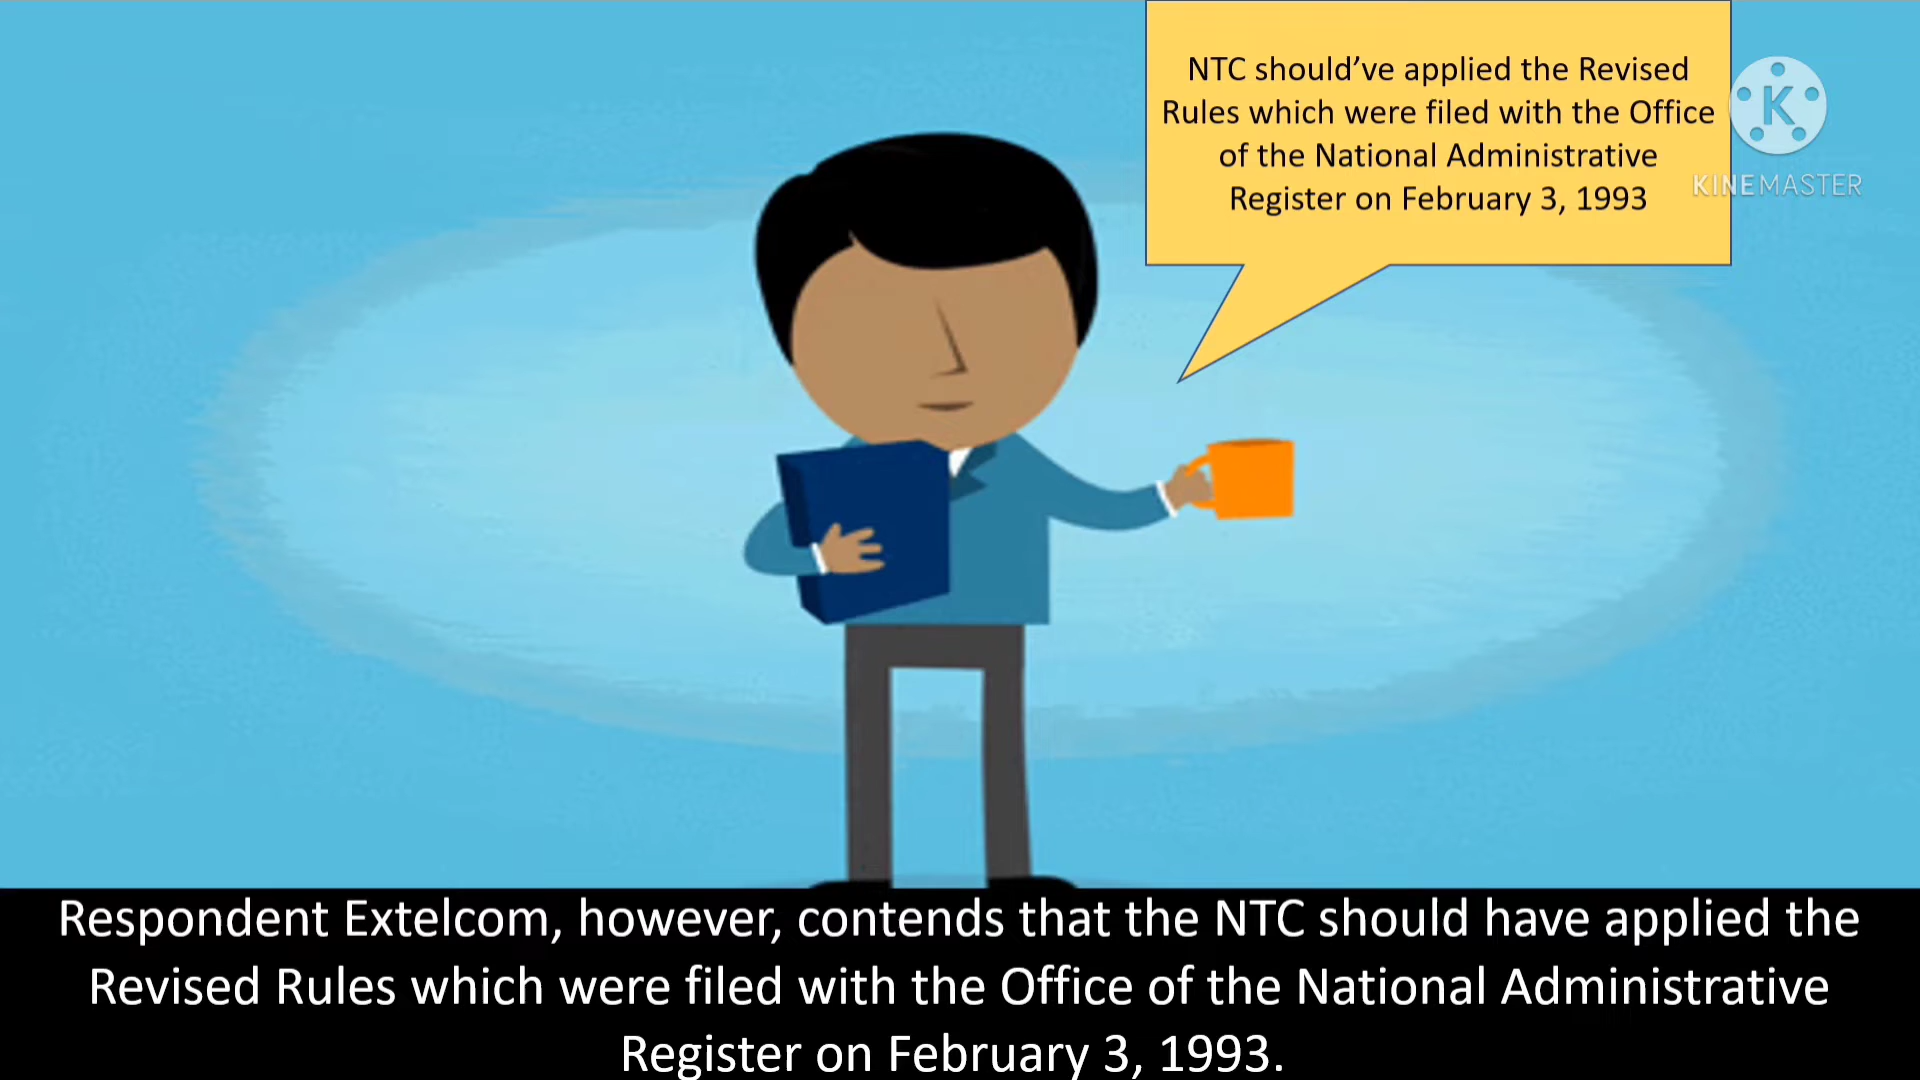 NTC should’ve applied the Revised
Rules which were filed with the Office
of the National Administrative
Register on February 3, 1993
K
KINEMASTER
Respondent Extelcom, however, contends that the NTC should have applied the
Revised Rules which were filed with the Office of the National Administrative
Register on February 3, 1993.